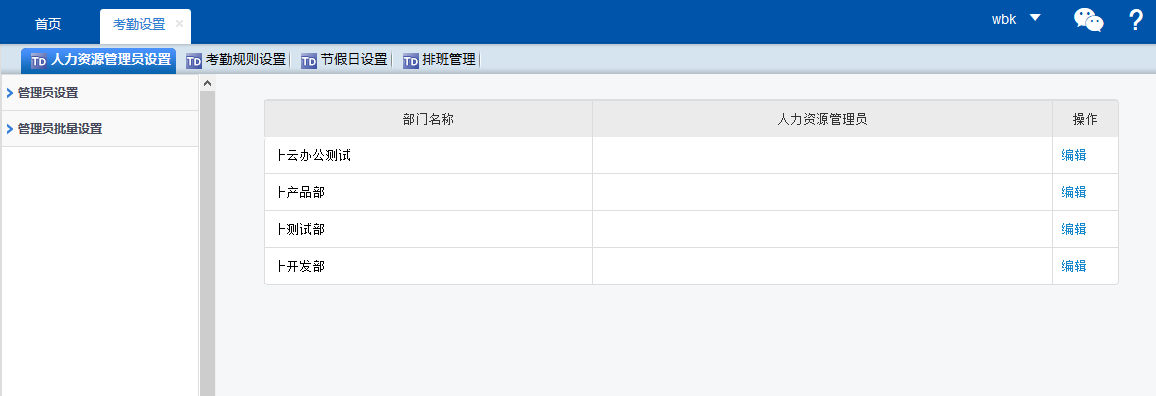 首页
考勤设置 ×
wbk
?
TD 人力资源管理员设置
TD 考勤规则设置
TD 节假日设置
TD 排班管理
管理员设置
管理员批量设置
部门名称 人力资源管理员 操作
├云办公测试 编辑
├产品部 编辑
├测试部 编辑
├开发部 编辑